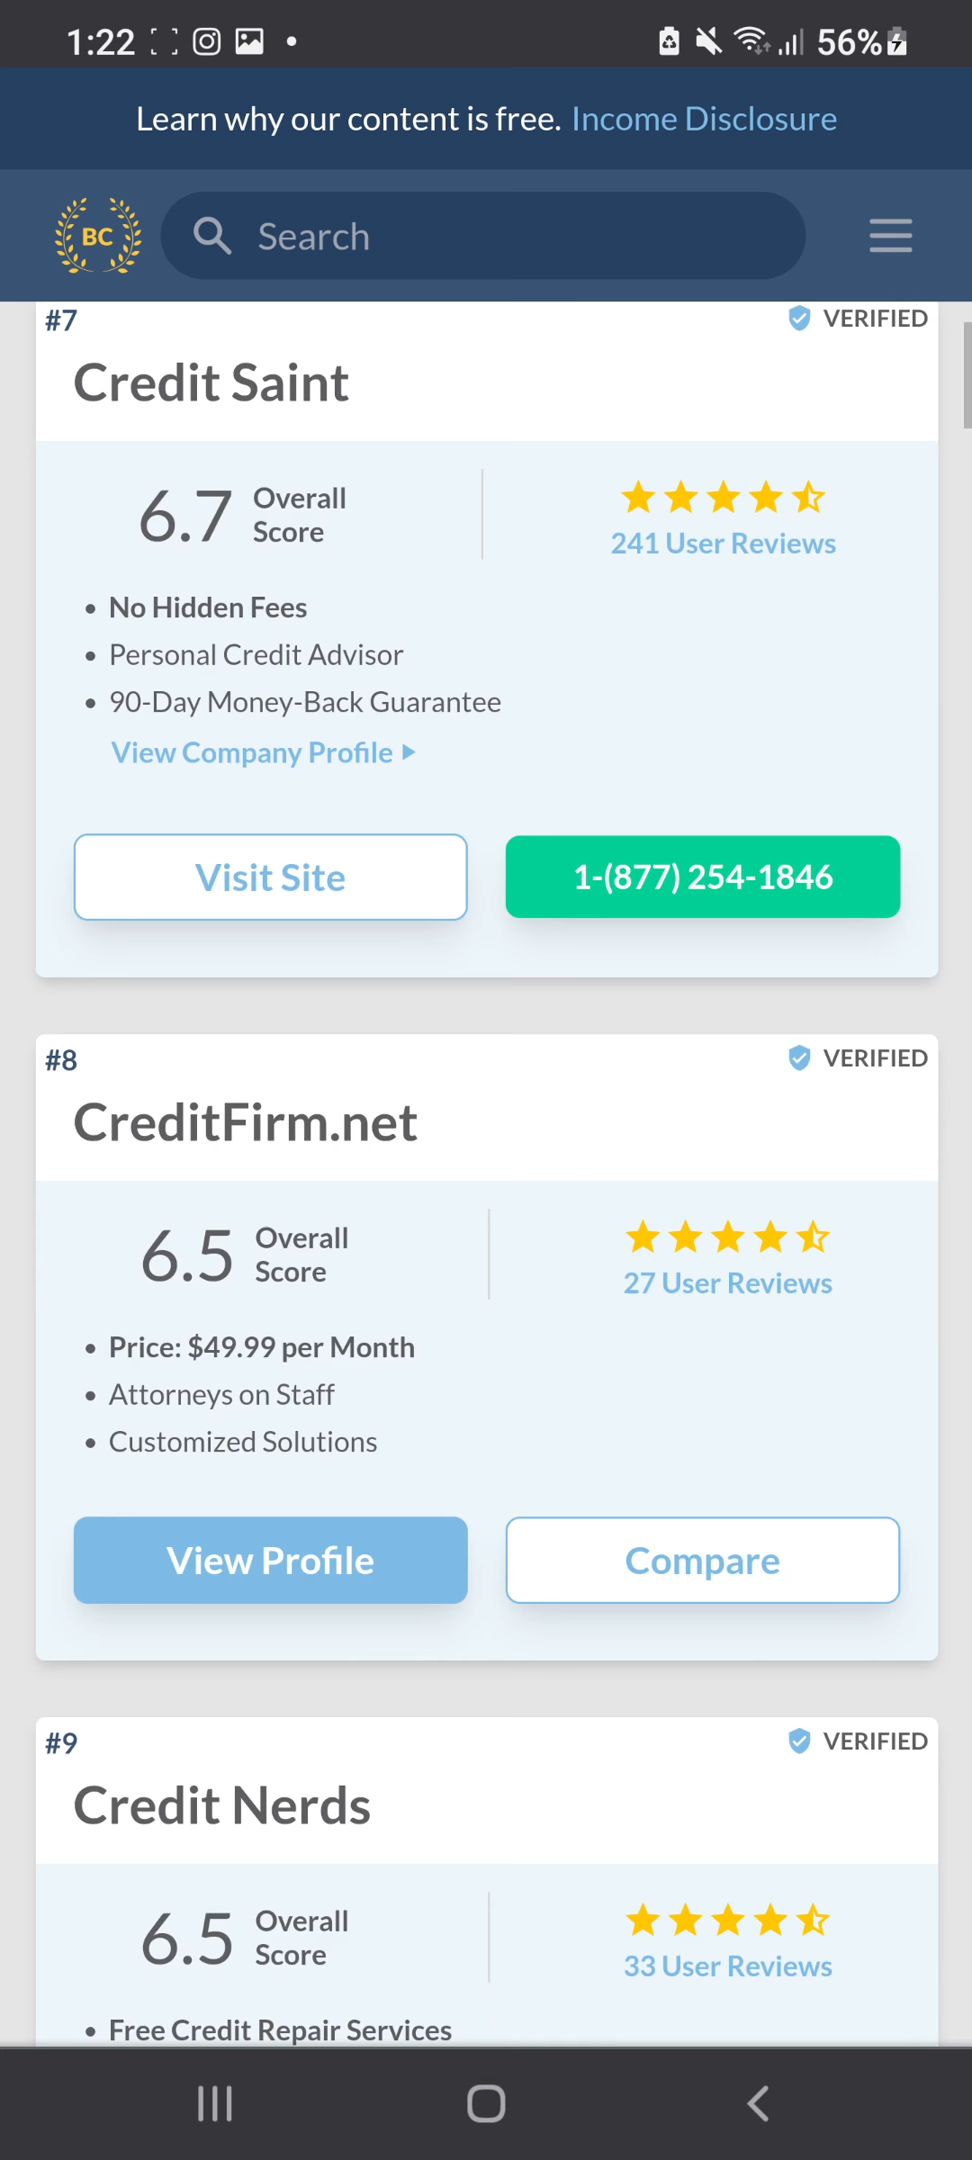 1:22
56%
Learn why our content is free. Income Disclosure
BC
Search
#7
VERIFIED
Credit Saint
6.7
Overall
Score
241 User Reviews
• No Hidden Fees
• Personal Credit Advisor
• 90-Day Money-Back Guarantee
View Company Profile
Visit Site
1-(877) 254-1846
#8
VERIFIED
CreditFirm.net
6.5
Overall
Score
27 User Reviews
• Price: $49.99 per Month
• Attorneys on Staff
• Customized Solutions
View Profile
Compare
#9
VERIFIED
Credit Nerds
6.5
Overall
Score
33 User Reviews
• Free Credit Repair Services